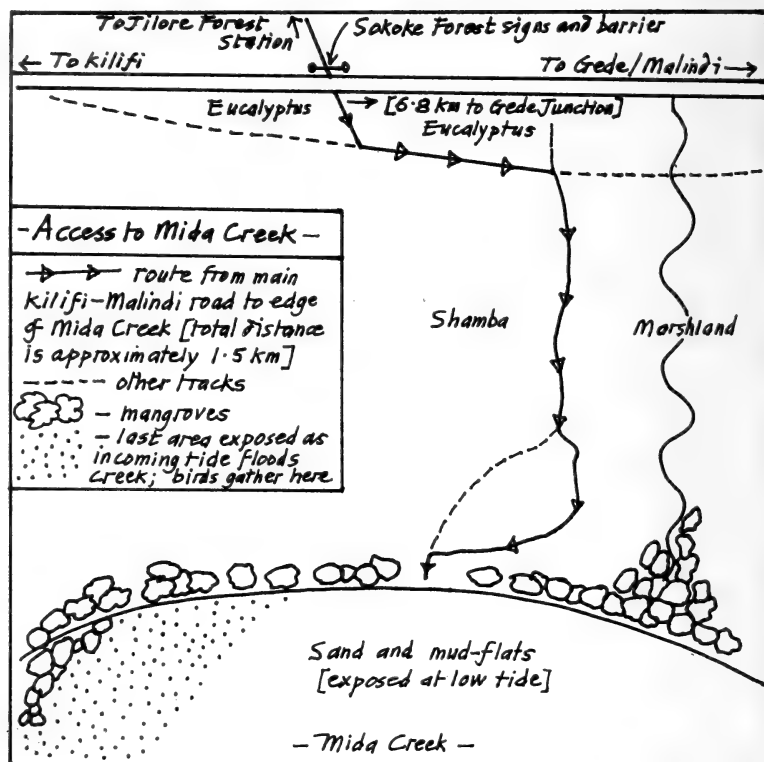 To Jilore Forest
Station
Sokoke Forest signs and barrier
← To Kilifi
To Gede/Malindi →
Eucalyptus
→ [6.8 km to Gede Junction]
Eucalyptus
- Access to Mida Creek -
route from main
Kilifi-Malindi road to edge
of Mida Creek [total distance
is approximately 1.5 km]
----- other tracks
- mangroves
- last area exposed as
incoming tide floods
creek; birds gather here
Shamba
Marshland
Sand and mud-flats
[exposed at low tide]
- Mida Creek -